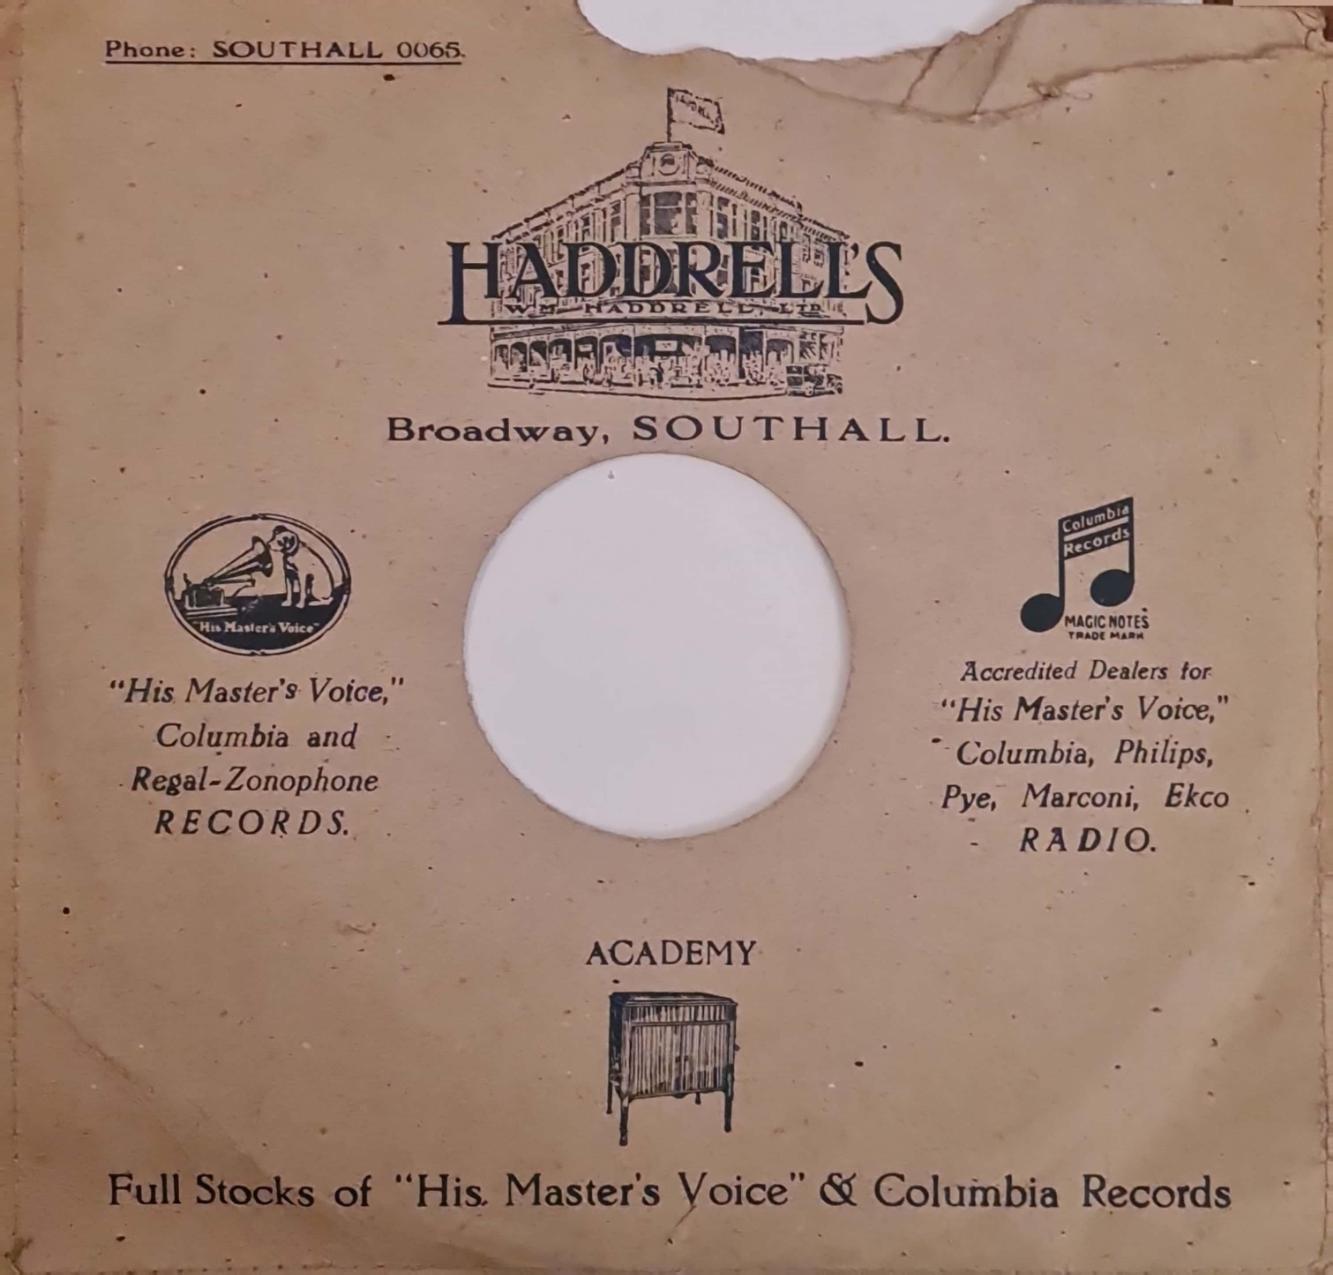 Phone: SOUTHALL 0065.
HADDRELL'S
WM. HADDRELL, LTD.
Broadway, SOUTHALL.
"His Master's Voice"
"His Master's Voice,"
Columbia and
Regal-Zonophone
RECORDS.
Columbia
Records
MAGIC NOTES
TRADE MARK
Accredited Dealers for
"His Master's Voice,"
Columbia, Philips,
Pye, Marconi, Ekco
RADIO.
ACADEMY
Full Stocks of "His Master's Voice" & Columbia Records